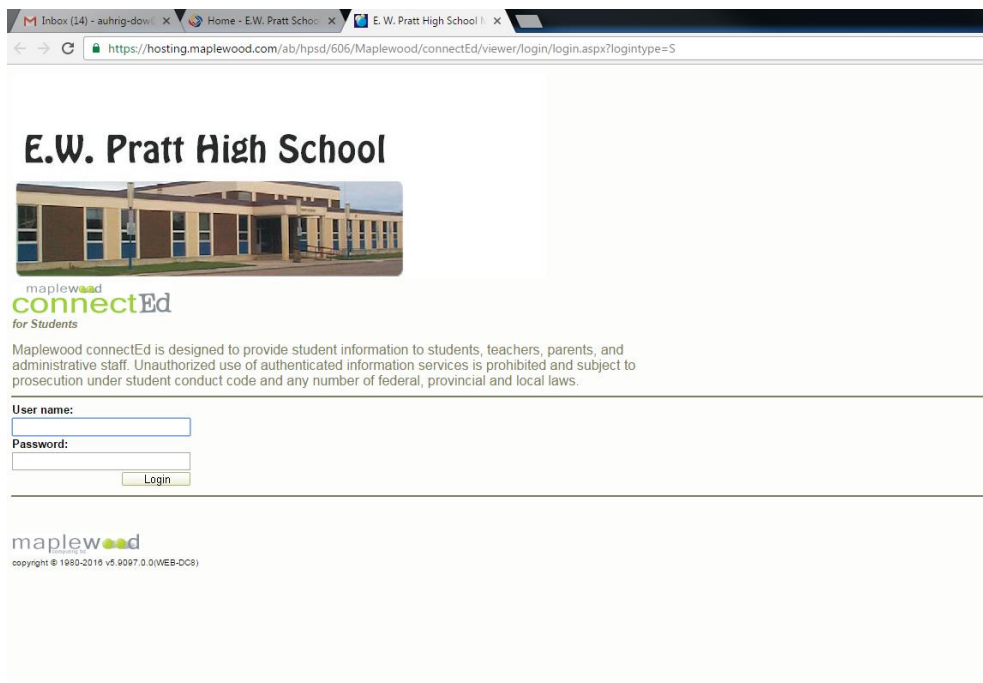 Inbox (14) - auhrig-dow
Home - E.W. Pratt School
E. W. Pratt High School
https://hosting.maplewood.com/ab/hpsd/606/Maplewood/connectEd/viewer/login/login.aspx?logintype=S
E.W. Pratt High School
maplewood
connectEd
for Students
Maplewood connectEd is designed to provide student information to students, teachers, parents, and
administrative staff. Unauthorized use of authenticated information services is prohibited and subject to
prosecution under student conduct code and any number of federal, provincial and local laws.
User name:
Password:
Login
maplewood
copyright © 1980-2016 v5.9097.0.0(WEB-DC8)